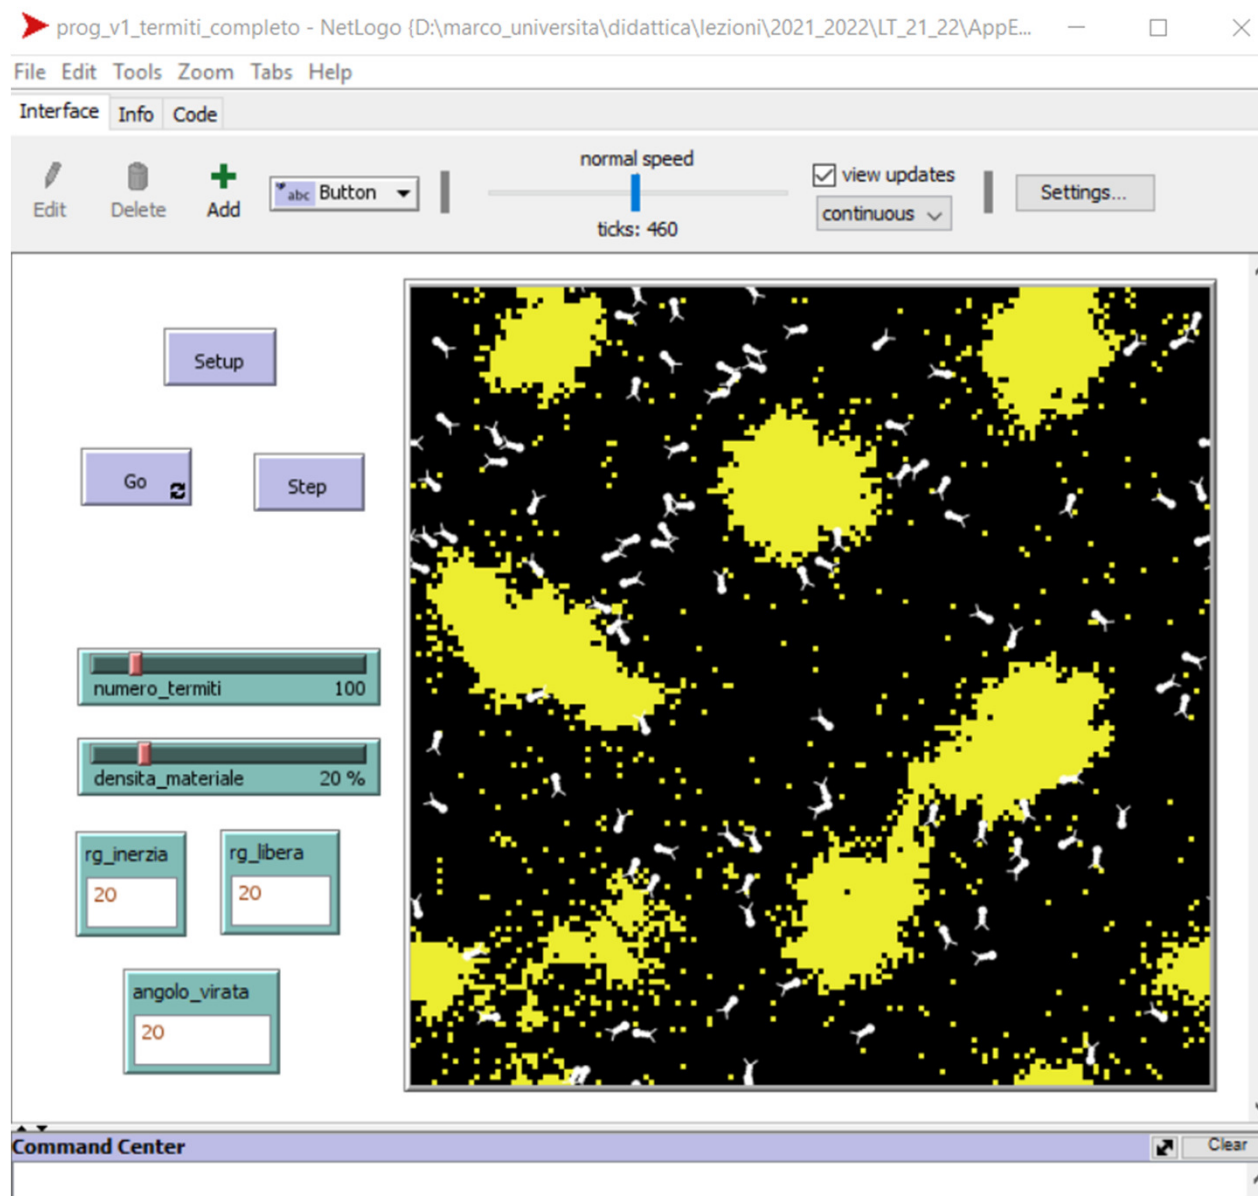 prog_v1_termiti_completo - NetLogo {D:\marco_universita\didattica\lezioni\2021_2022\LT_21_22\AppE...
File Edit Tools Zoom Tabs Help
Interface Info Code
normal speed
view updates
Edit Delete Add abc Button continuous Settings...
ticks: 460
Setup
Go Step
numero_termiti 100
densita_materiale 20 %
rg_inerzia rg_libera
20 20
angolo_virata
20
Command Center Clear